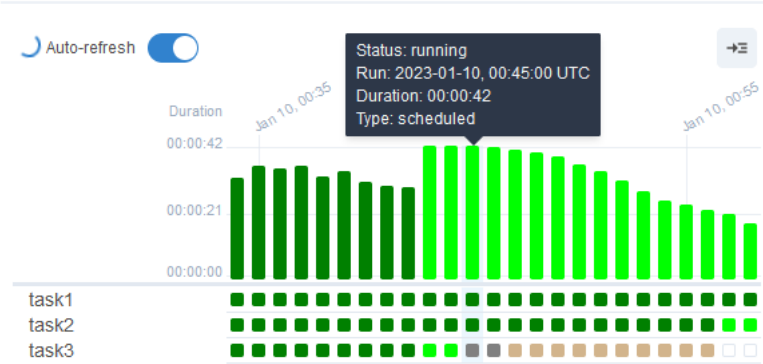 Auto-refresh
Status: running
Run: 2023-01-10, 00:45:00 UTC
Duration: 00:00:42
Type: scheduled
Duration
Jan 10, 00:35
Jan 10, 00:55
00:00:42
00:00:21
00:00:00
task1
task2
task3